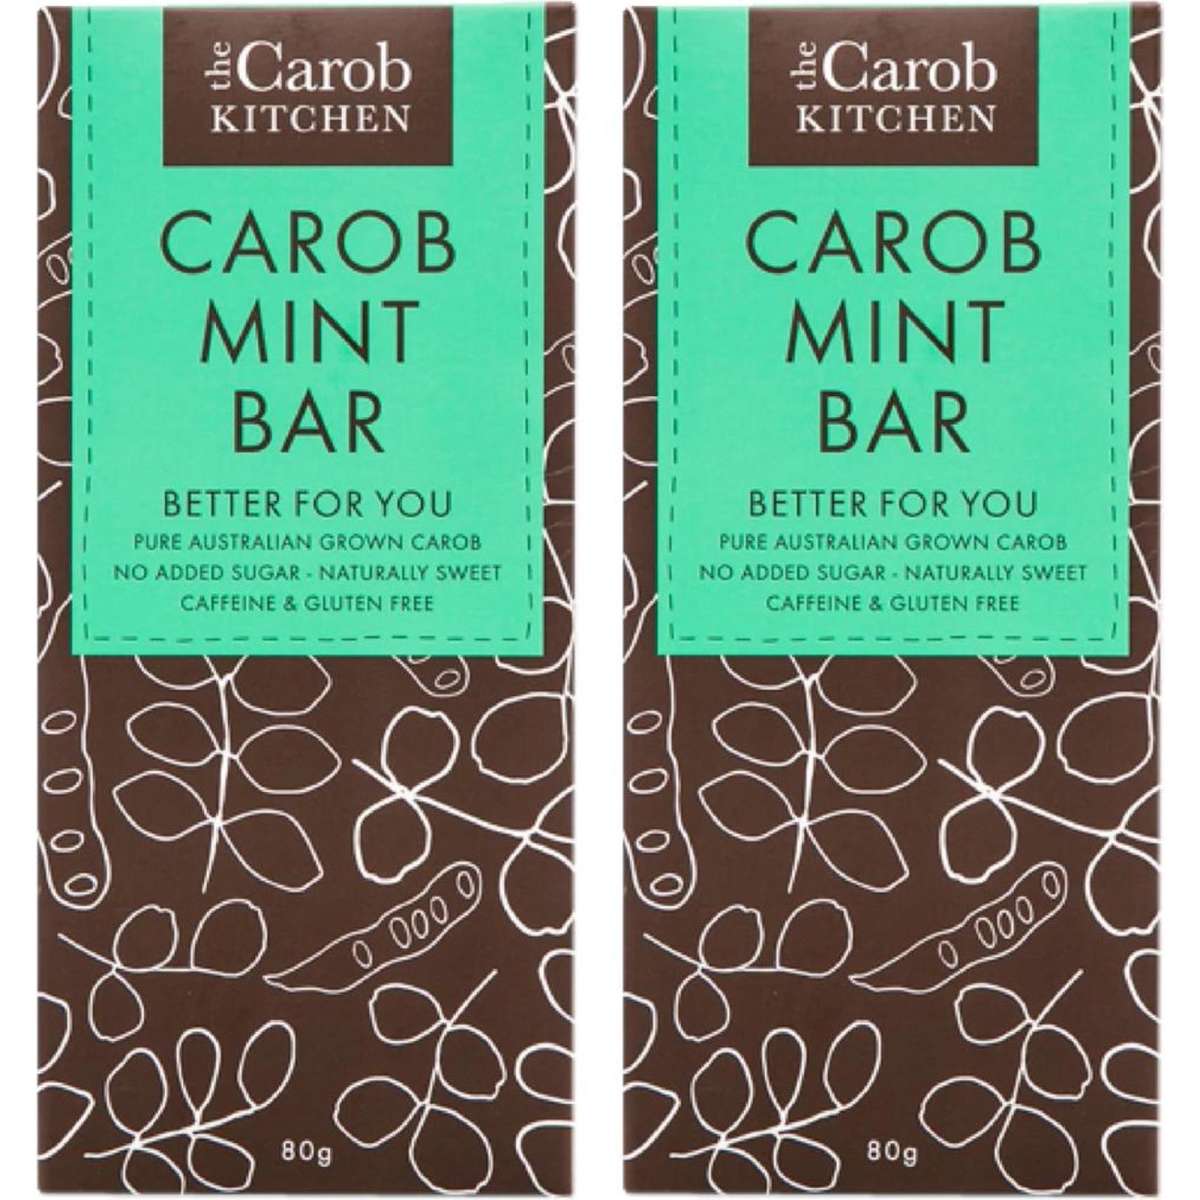 the Carob
KITCHEN
CAROB
MINT
BAR
BETTER FOR YOU
PURE AUSTRALIAN GROWN CAROB
NO ADDED SUGAR - NATURALLY SWEET
CAFFEINE & GLUTEN FREE
80g
the Carob
KITCHEN
CAROB
MINT
BAR
BETTER FOR YOU
PURE AUSTRALIAN GROWN CAROB
NO ADDED SUGAR - NATURALLY SWEET
CAFFEINE & GLUTEN FREE
80g